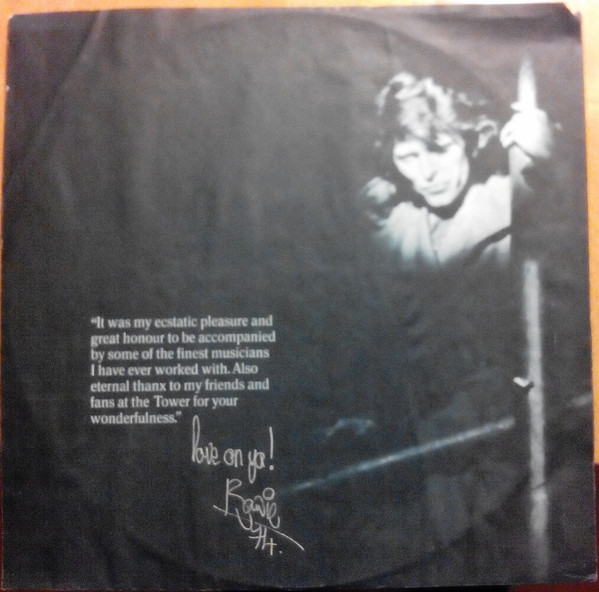 “It was my ecstatic pleasure and
great honour to be accompanied
by some of the finest musicians
I have ever worked with. Also
eternal thanx to my friends and
fans at the Tower for your
wonderfulness.”
love on ya!
Bowie
74.